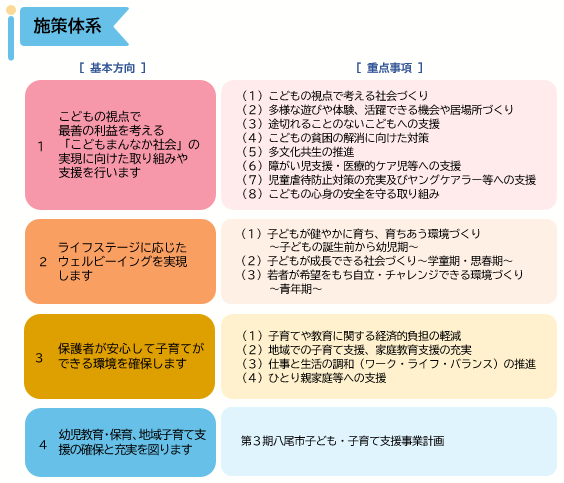 施策体系
［ 基本方向 ］
［ 重点事項 ］
1
こどもの視点で
最善の利益を考える
「こどもまんなか社会」の
実現に向けた取り組みや
支援を行います
（１）こどもの視点で考える社会づくり
（２）多様な遊びや体験、活躍できる機会や居場所づくり
（３）途切れることのないこどもへの支援
（４）こどもの貧困の解消に向けた対策
（５）多文化共生の推進
（６）障がい児支援・医療的ケア児等への支援
（７）児童虐待防止対策の充実及びヤングケアラー等への支援
（８）こどもの心身の安全を守る取り組み
2
ライフステージに応じた
ウェルビーイングを実現
します
（１）子どもが健やかに育ち、育ちあう環境づくり
～子どもの誕生前から幼児期～
（２）子どもが成長できる社会づくり～学童期・思春期～
（３）若者が希望をもち自立・チャレンジできる環境づくり
～青年期～
3
保護者が安心して子育てが
できる環境を確保します
（１）子育てや教育に関する経済的負担の軽減
（２）地域での子育て支援、家庭教育支援の充実
（３）仕事と生活の調和（ワーク・ライフ・バランス）の推進
（４）ひとり親家庭等への支援
4
幼児教育・保育、地域子育て支
援の確保と充実を図ります
第３期八尾市子ども・子育て支援事業計画